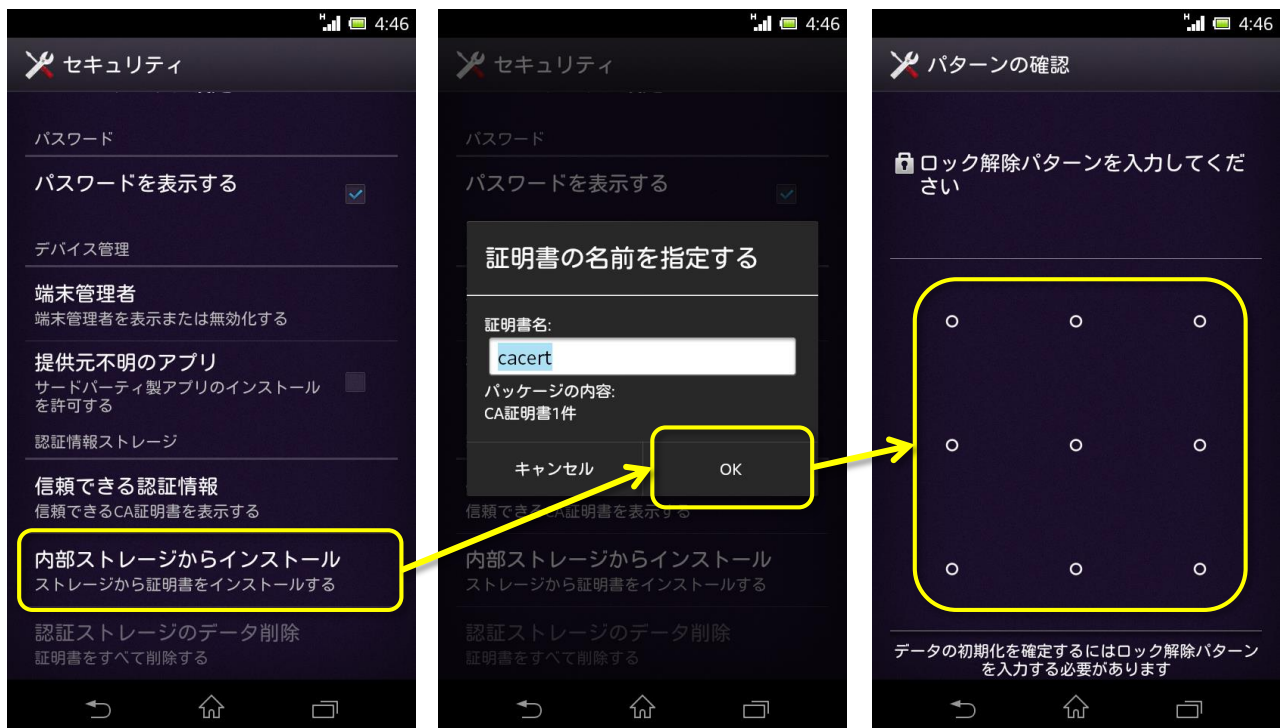 H 4:46
セキュリティ
パスワード
パスワードを表示する
デバイス管理
端末管理者
端末管理者を表示または無効化する
提供元不明のアプリ
サードパーティ製アプリのインストール
を許可する
認証情報ストレージ
信頼できる認証情報
信頼できるCA証明書を表示する
内部ストレージからインストール
ストレージから証明書をインストールする
認証ストレージのデータ削除
証明書をすべて削除する
H 4:46
セキュリティ
パスワード
パスワードを表示する
証明書の名前を指定する
証明書名:
cacert
パッケージの内容:
CA証明書1件
キャンセル
OK
信頼できるCA証明書を表示する
内部ストレージからインストール
ストレージから証明書をインストールする
認証ストレージのデータ削除
証明書をすべて削除する
H 4:46
パターンの確認
ロック解除パターンを入力してくだ
さい
データの初期化を確定するにはロック解除パターン
を入力する必要があります